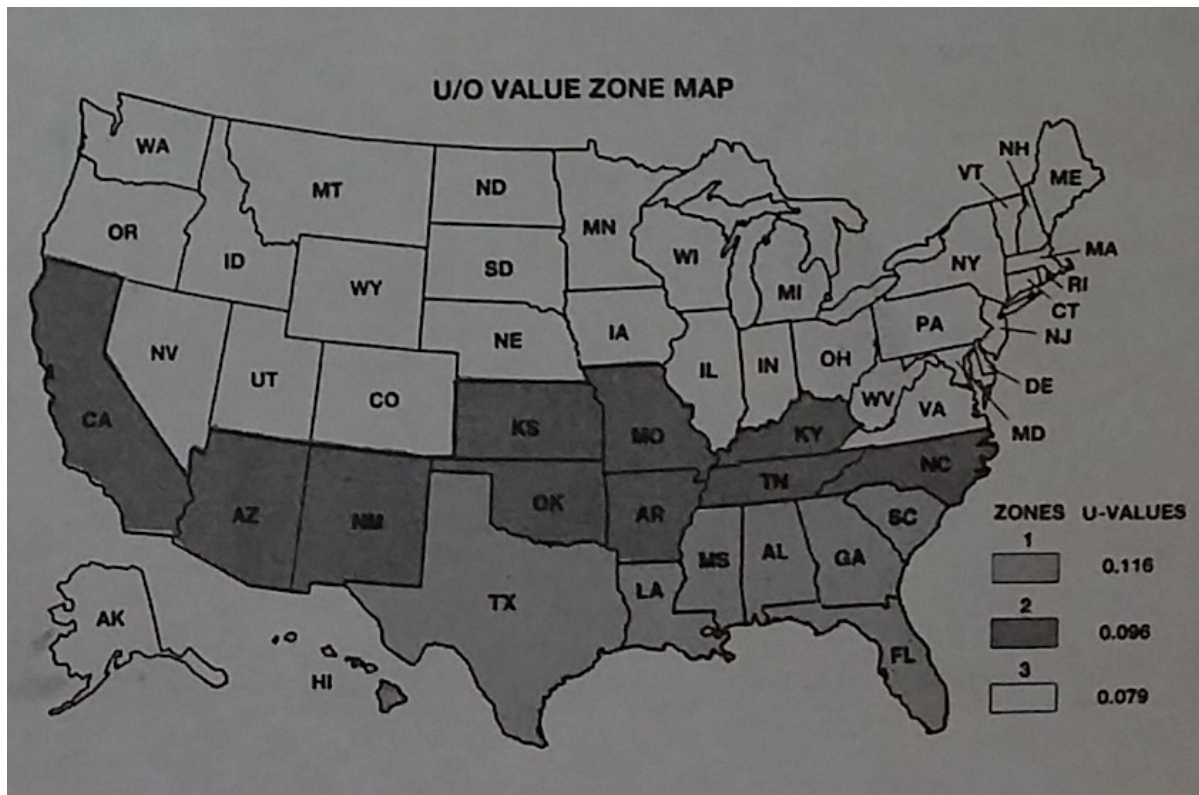 U/O VALUE ZONE MAP
WA
MT
ND
MN
OR
ID
WY
SD
WI
MI
NY
VT
NH
ME
MA
RI
CT
NJ
PA
NV
UT
CO
NE
IA
IL
IN
OH
WV
VA
DE
MD
CA
AZ
NM
KS
MO
KY
OK
AR
TN
NC
SC
TX
LA
MS
AL
GA
FL
AK
HI
ZONES U-VALUES
1
0.116
2
0.096
3
0.079